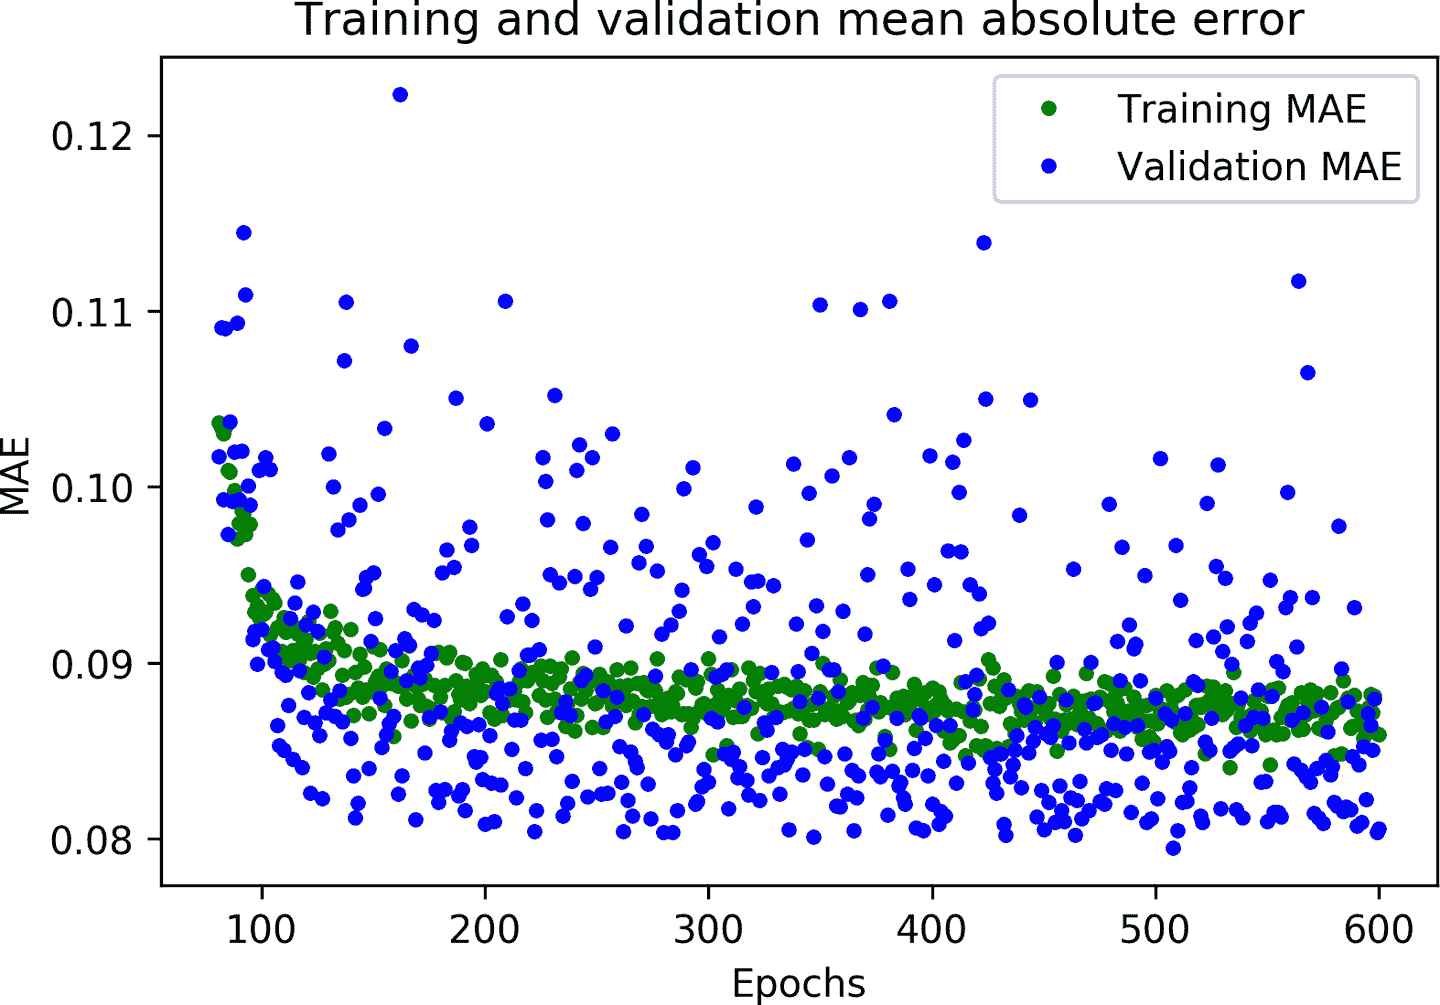 Training and validation mean absolute error
Training MAE
Validation MAE
0.12
0.11
0.10
0.09
0.08
MAE
100 200 300 400 500 600
Epochs